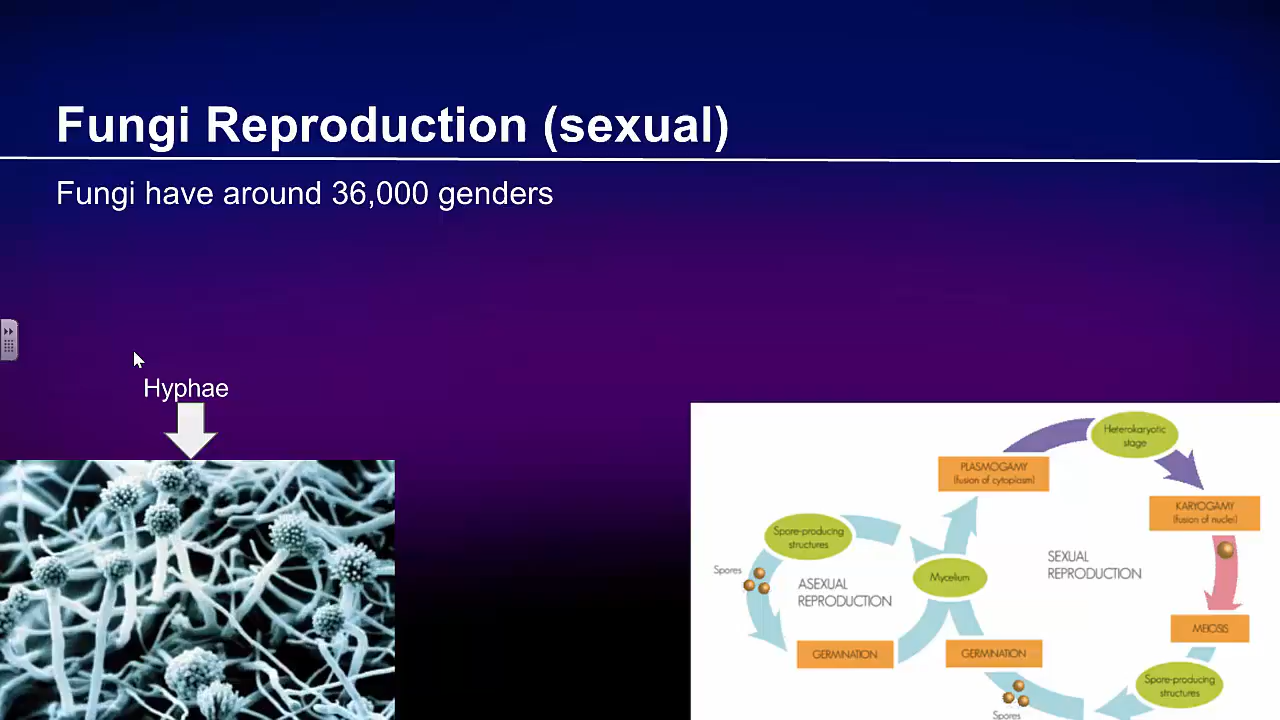 Fungi Reproduction (sexual)
Fungi have around 36,000 genders
Hyphae
Heterokaryotic
stage
PLASMOGAMY
(fusion of cytoplasm)
KARYOGAMY
(fusion of nuclei)
Spore-producing
structures
Spores
ASEXUAL
REPRODUCTION
Mycelium
SEXUAL
REPRODUCTION
MEIOSIS
GERMINATION
GERMINATION
Spore-producing
structures
Spores